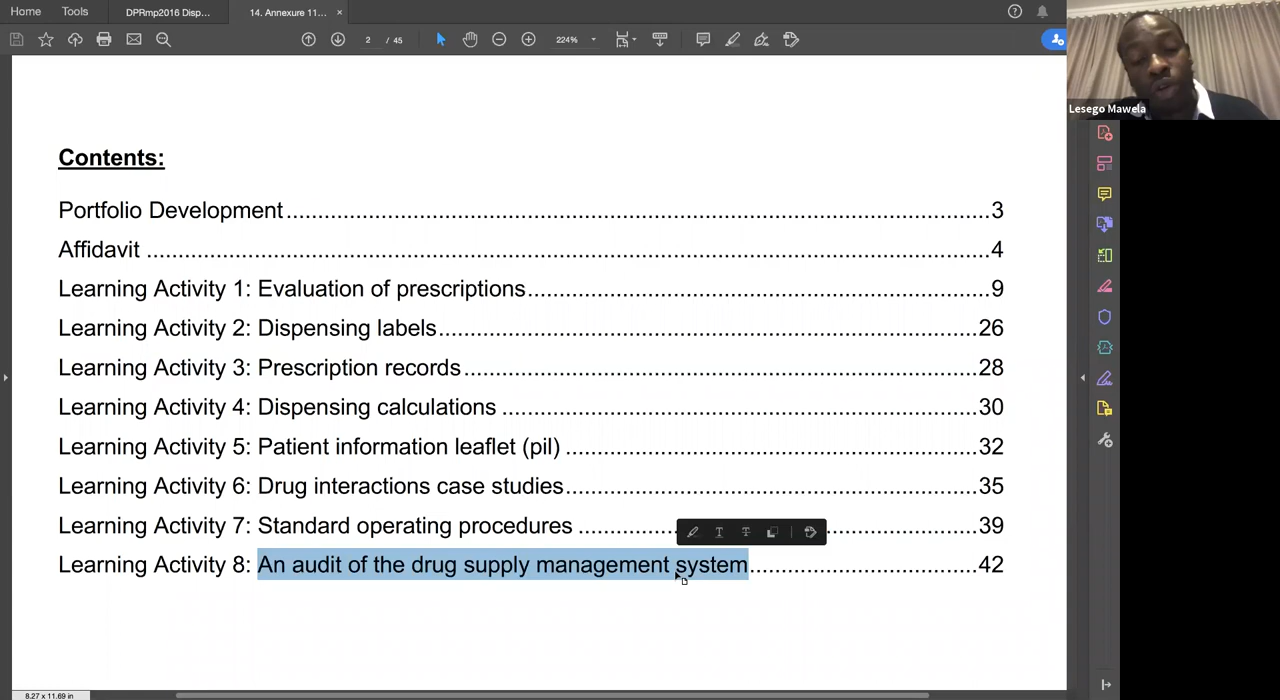 Home Tools DPRmp2016 Disp... 14. Annexure 11... ×
2 / 45 224%
Lesego Mawela
Contents:
Portfolio Development 3
Affidavit 4
Learning Activity 1: Evaluation of prescriptions 9
Learning Activity 2: Dispensing labels 26
Learning Activity 3: Prescription records 28
Learning Activity 4: Dispensing calculations 30
Learning Activity 5: Patient information leaflet (pil) 32
Learning Activity 6: Drug interactions case studies 35
Learning Activity 7: Standard operating procedures 39
Learning Activity 8: An audit of the drug supply management system 42
8.27 x 11.69 in